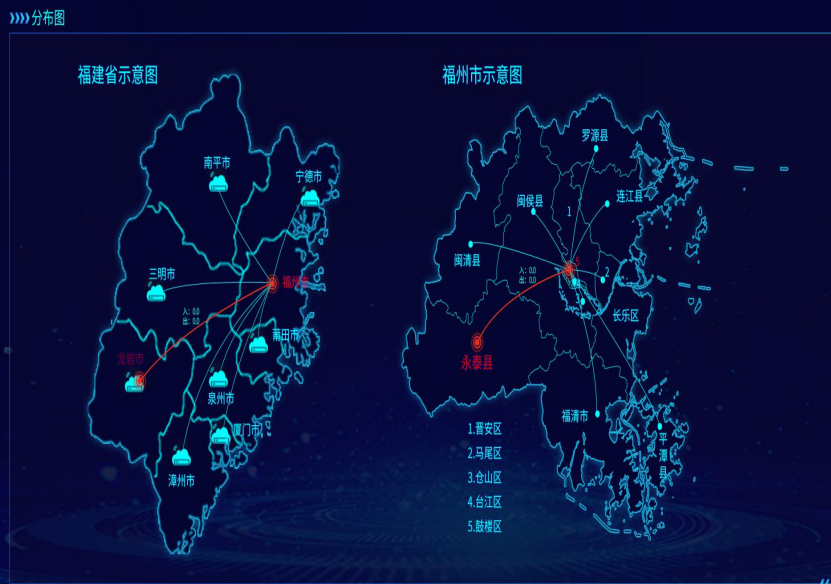 分布图
福建省示意图
南平市
宁德市
三明市
福州市
入: 0.0
出: 0.0
莆田市
龙岩市
泉州市
厦门市
漳州市
福州市示意图
罗源县
连江县
闽侯县
1
闽清县
5
入: 0.0
出: 0.0
2
3
长乐区
永泰县
福清市
平潭县
1.晋安区
2.马尾区
3.仓山区
4.台江区
5.鼓楼区